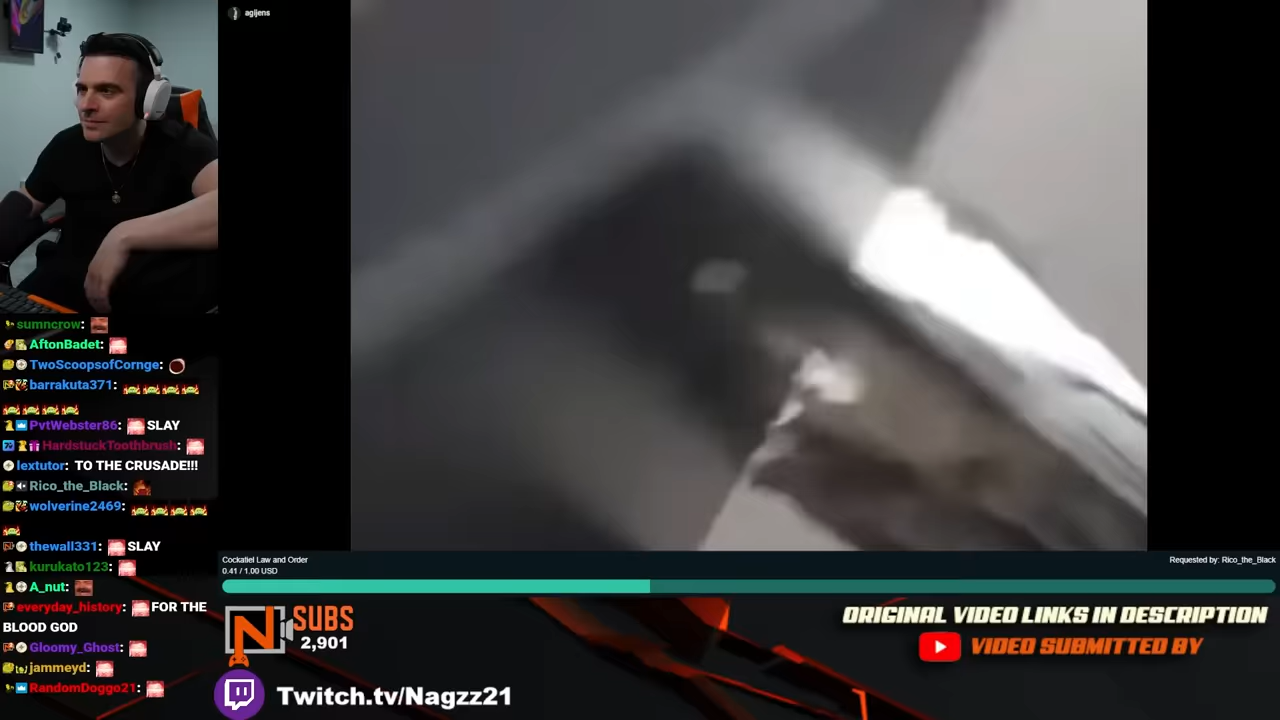 agijens
sumncrow:
AftonBadet:
TwoScoopsofCornge:
barrakuta371:
PvtWebster86: SLAY
HardstuckToothbrush:
lextutor: TO THE CRUSADE!!!
Rico_the_Black:
wolverine2469:
thewall331: SLAY
kurukato123:
A_nut:
everyday_history: FOR THE
BLOOD GOD
Gloomy_Ghost:
jammeyd:
RandomDoggo21:
Cockatiel Law and Order
Requested by: Rico_the_Black
0.41 / 1.00 USD
N SUBS
2,901
Twitch.tv/Nagzz21
ORIGINAL VIDEO LINKS IN DESCRIPTION
VIDEO SUBMITTED BY